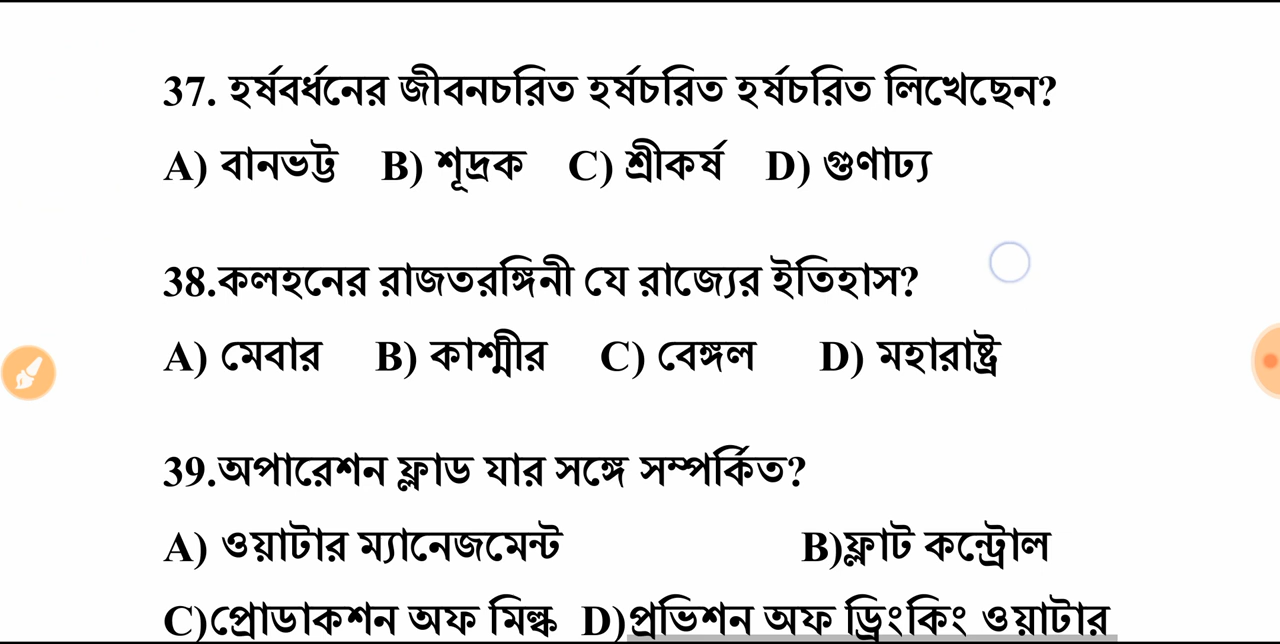 37. হর্ষবর্ধনের জীবনচরিত হর্ষচরিত হর্ষচরিত লিখেছেন?
A) বানভট্ট B) শূদ্রক C) শ্রীকর্ষ D) গুণাঢ্য
38.কলহনের রাজতরঙ্গিনী যে রাজ্যের ইতিহাস?
A) মেবার B) কাশ্মীর C) বেঙ্গল D) মহারাষ্ট্র
39.অপারেশন ফ্লাড যার সঙ্গে সম্পর্কিত?
A) ওয়াটার ম্যানেজমেন্ট B)ফ্লাট কন্ট্রোল
C)প্রোডাকশন অফ মিল্ক D)প্রভিশন অফ ড্রিংকিং ওয়াটার